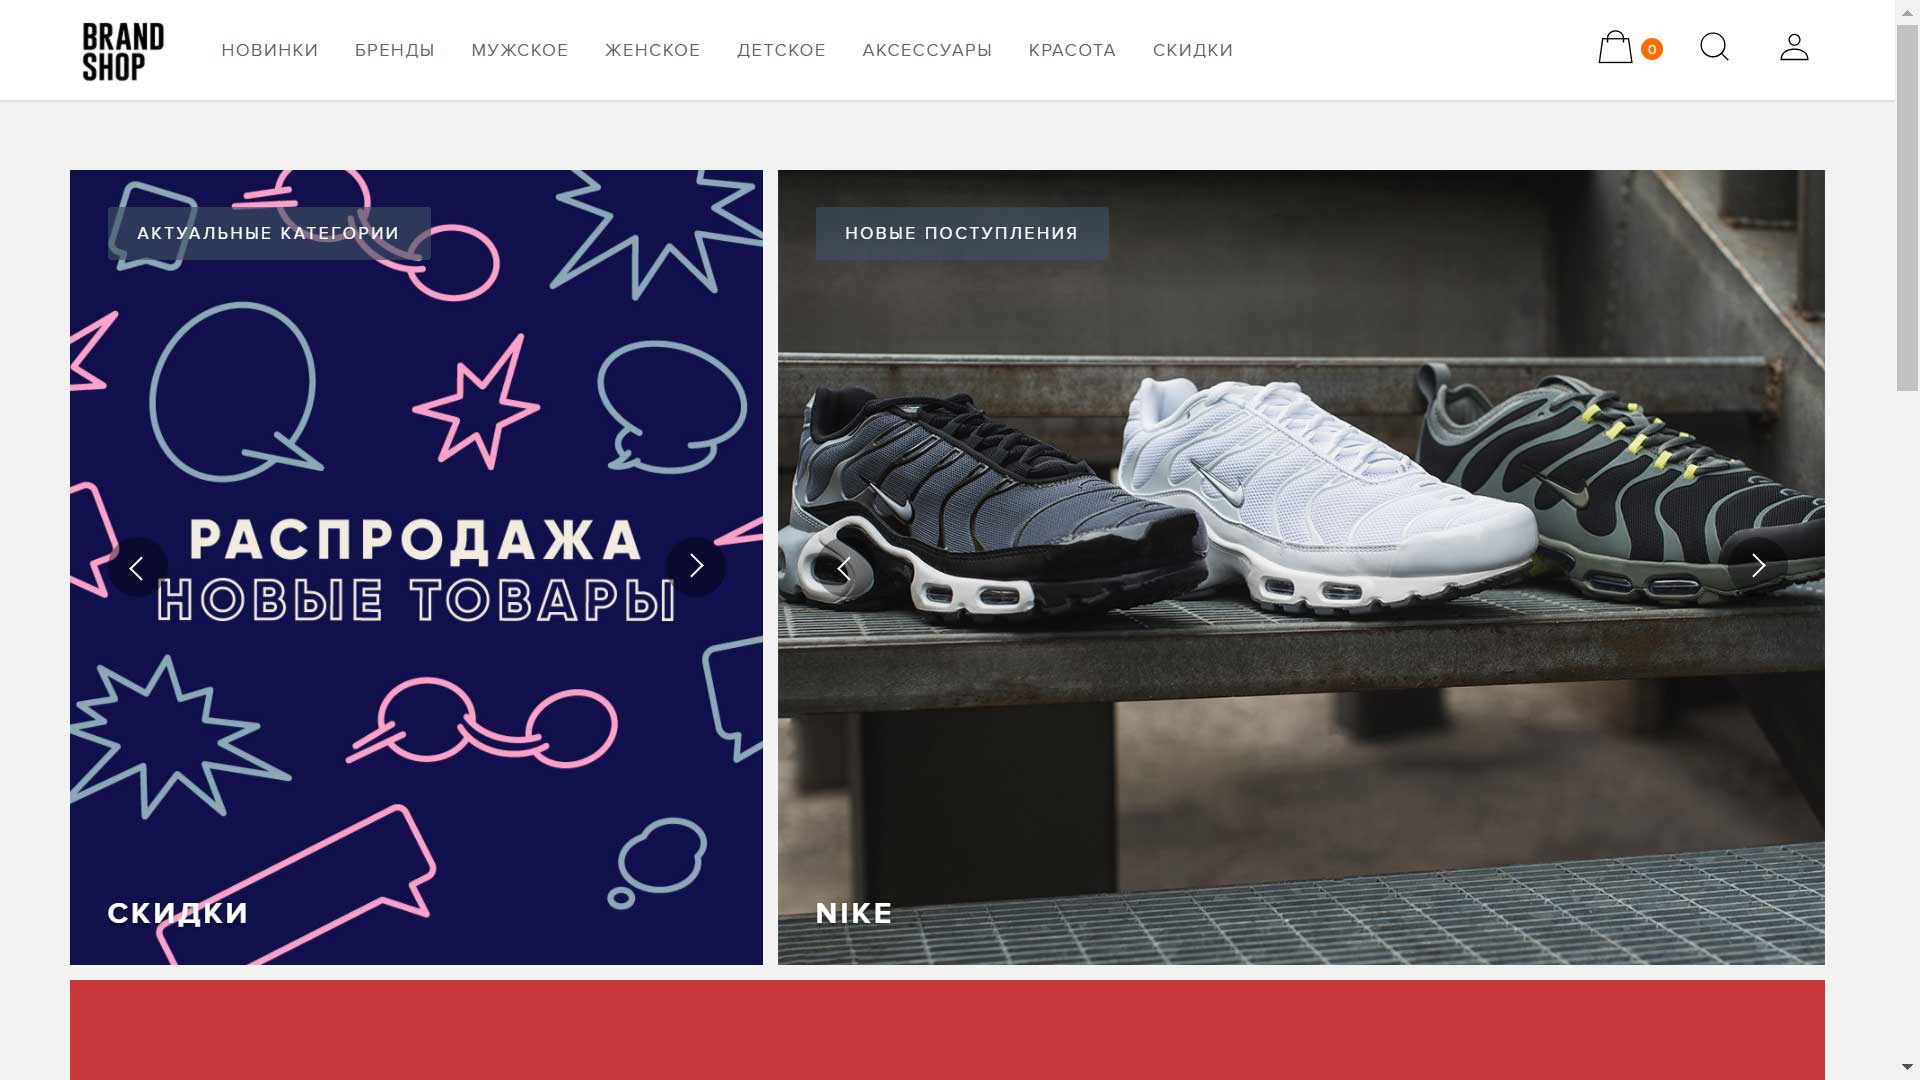 BRAND
SHOP
НОВИНКИ БРЕНДЫ МУЖСКОЕ ЖЕНСКОЕ ДЕТСКОЕ АКСЕССУАРЫ КРАСОТА СКИДКИ
0
АКТУАЛЬНЫЕ КАТЕГОРИИ
РАСПРОДАЖА
НОВЫЕ ТОВАРЫ
СКИДКИ
НОВЫЕ ПОСТУПЛЕНИЯ
NIKE